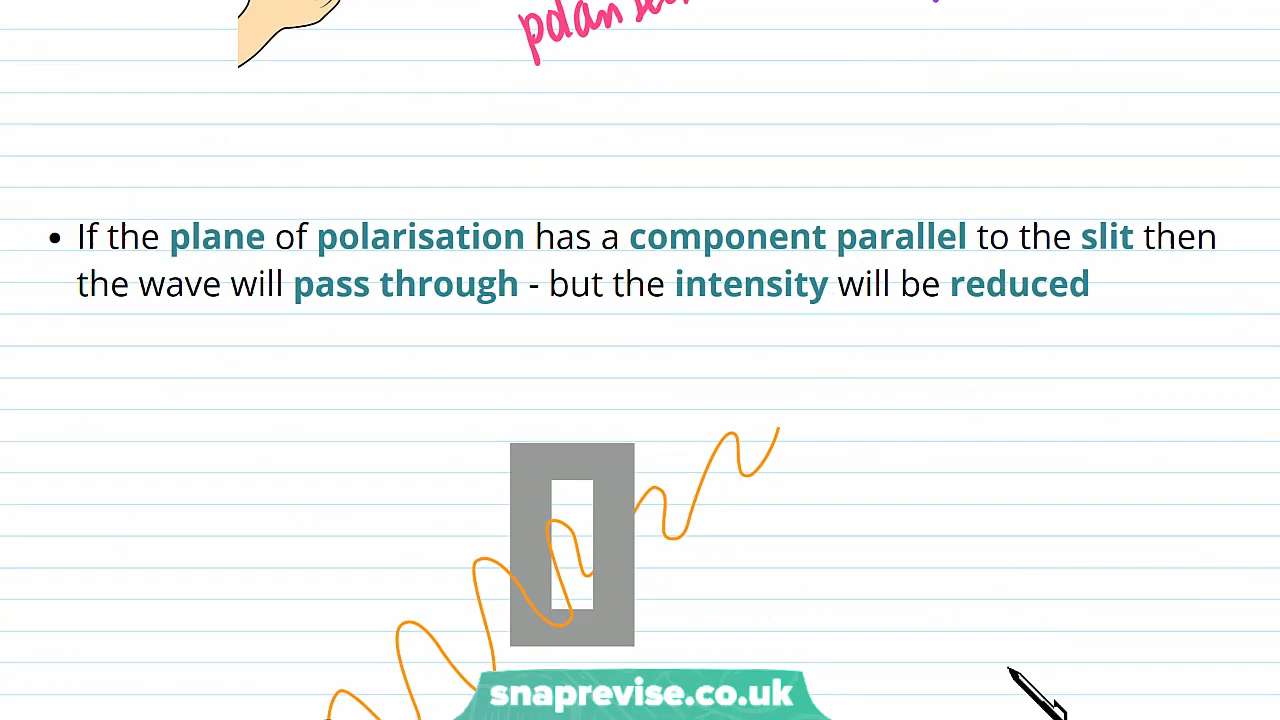 • If the plane of polarisation has a component parallel to the slit then
the wave will pass through - but the intensity will be reduced
snaprevise.co.uk